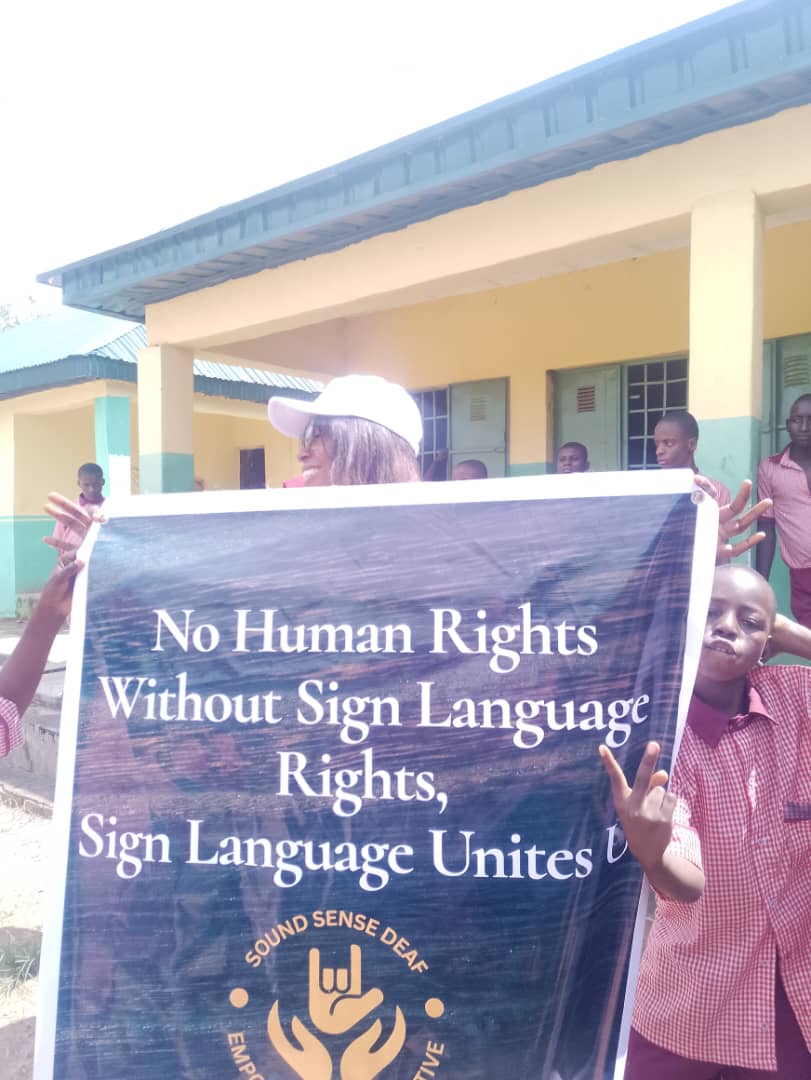 No Human Rights
Without Sign Language
Rights,
Sign Language Unites
SOUND SENSE DEAF